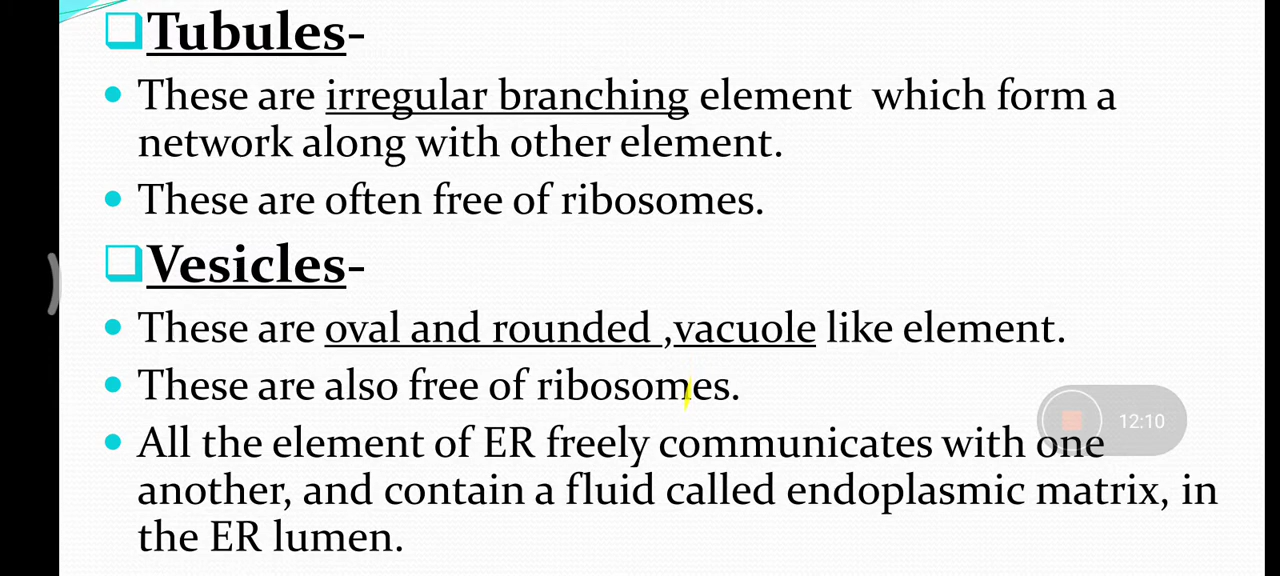 Tubules-
These are irregular branching element which form a
network along with other element.
These are often free of ribosomes.
Vesicles-
These are oval and rounded ,vacuole like element.
These are also free of ribosomes.
12:10
All the element of ER freely communicates with one
another, and contain a fluid called endoplasmic matrix, in
the ER lumen.